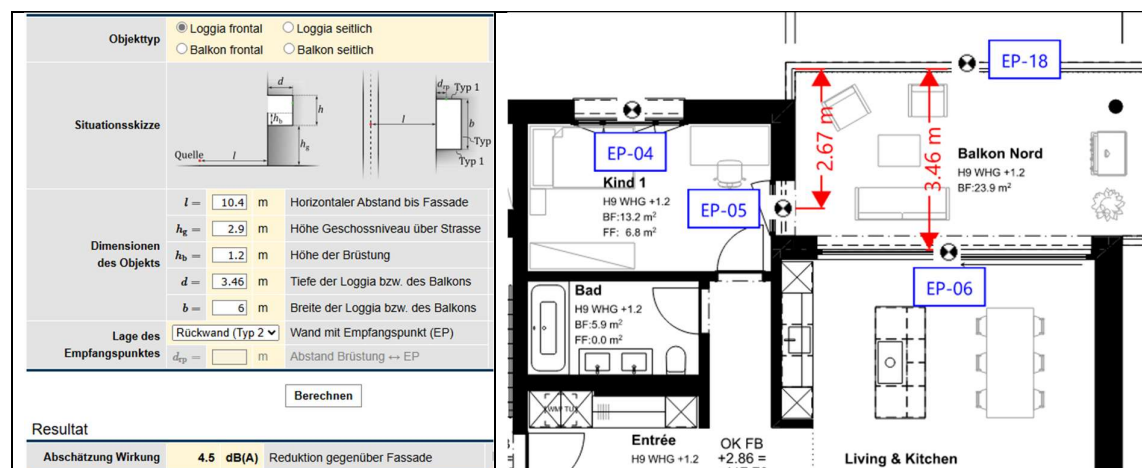 Objekttyp
Loggia frontal Loggia seitlich
Balkon frontal Balkon seitlich
Situationsskizze
d
h
hb
hg
Quelle
l
drp
Typ 1
l
b
Typ
Typ 1
Dimensionen
des Objekts
l = 10.4 m Horizontaler Abstand bis Fassade
hg = 2.9 m Höhe Geschossniveau über Strasse
hb = 1.2 m Höhe der Brüstung
d = 3.46 m Tiefe der Loggia bzw. des Balkons
b = 6 m Breite der Loggia bzw. des Balkons
Lage des
Empfangspunktes
Rückwand (Typ 2 Wand mit Empfangspunkt (EP)
drp = m Abstand Brüstung ↔ EP
Berechnen
Resultat
Abschätzung Wirkung 4.5 dB(A) Reduktion gegenüber Fassade
EP-18
EP-04
Kind 1
H9 WHG +1.2
BF:13.2 m²
FF: 6.8 m²
EP-05
2.67 m
3.46 m
Balkon Nord
H9 WHG +1.2
BF:23.9 m²
EP-06
Bad
H9 WHG +1.2
BF:5.9 m²
FF:0.0 m²
WM TU
Entrée
H9 WHG +1.2
OK FB
+2.86 =
Living & Kitchen